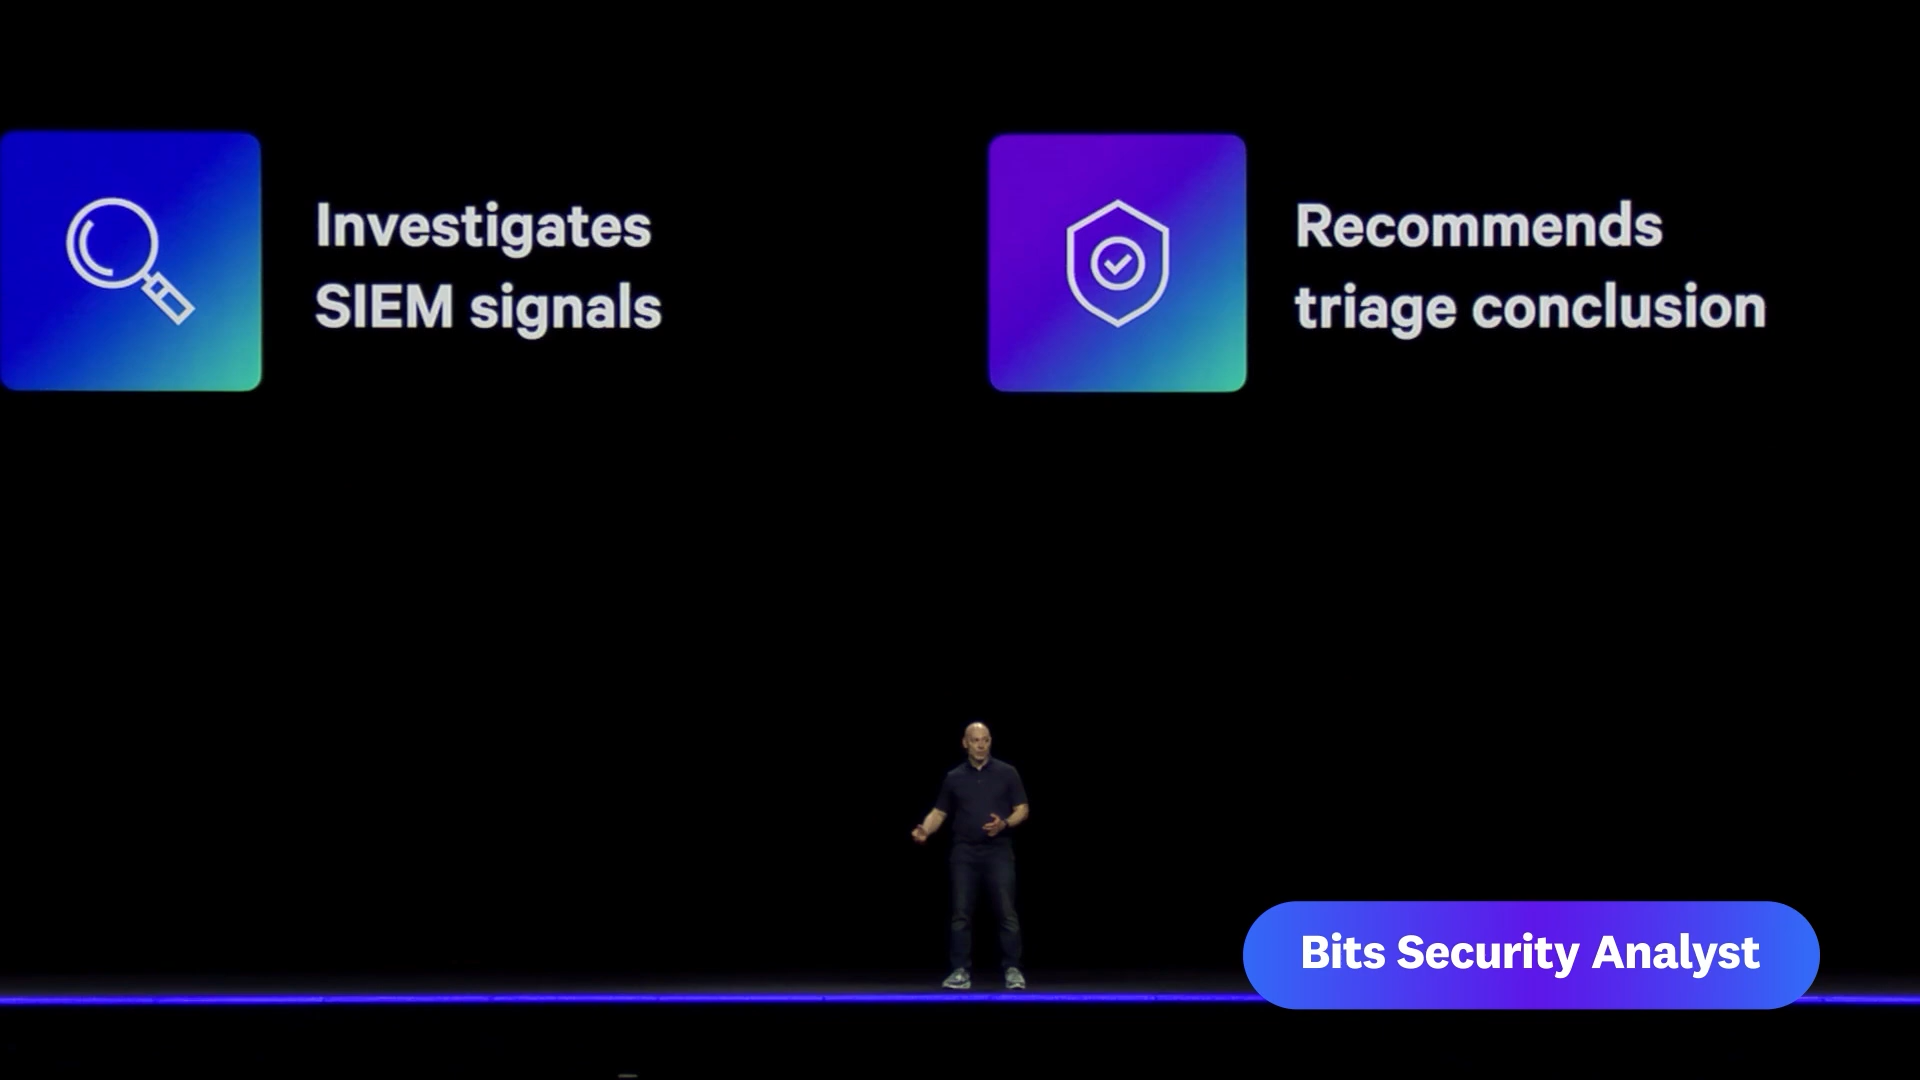 Investigates
SIEM signals
Recommends
triage conclusion
Bits Security Analyst